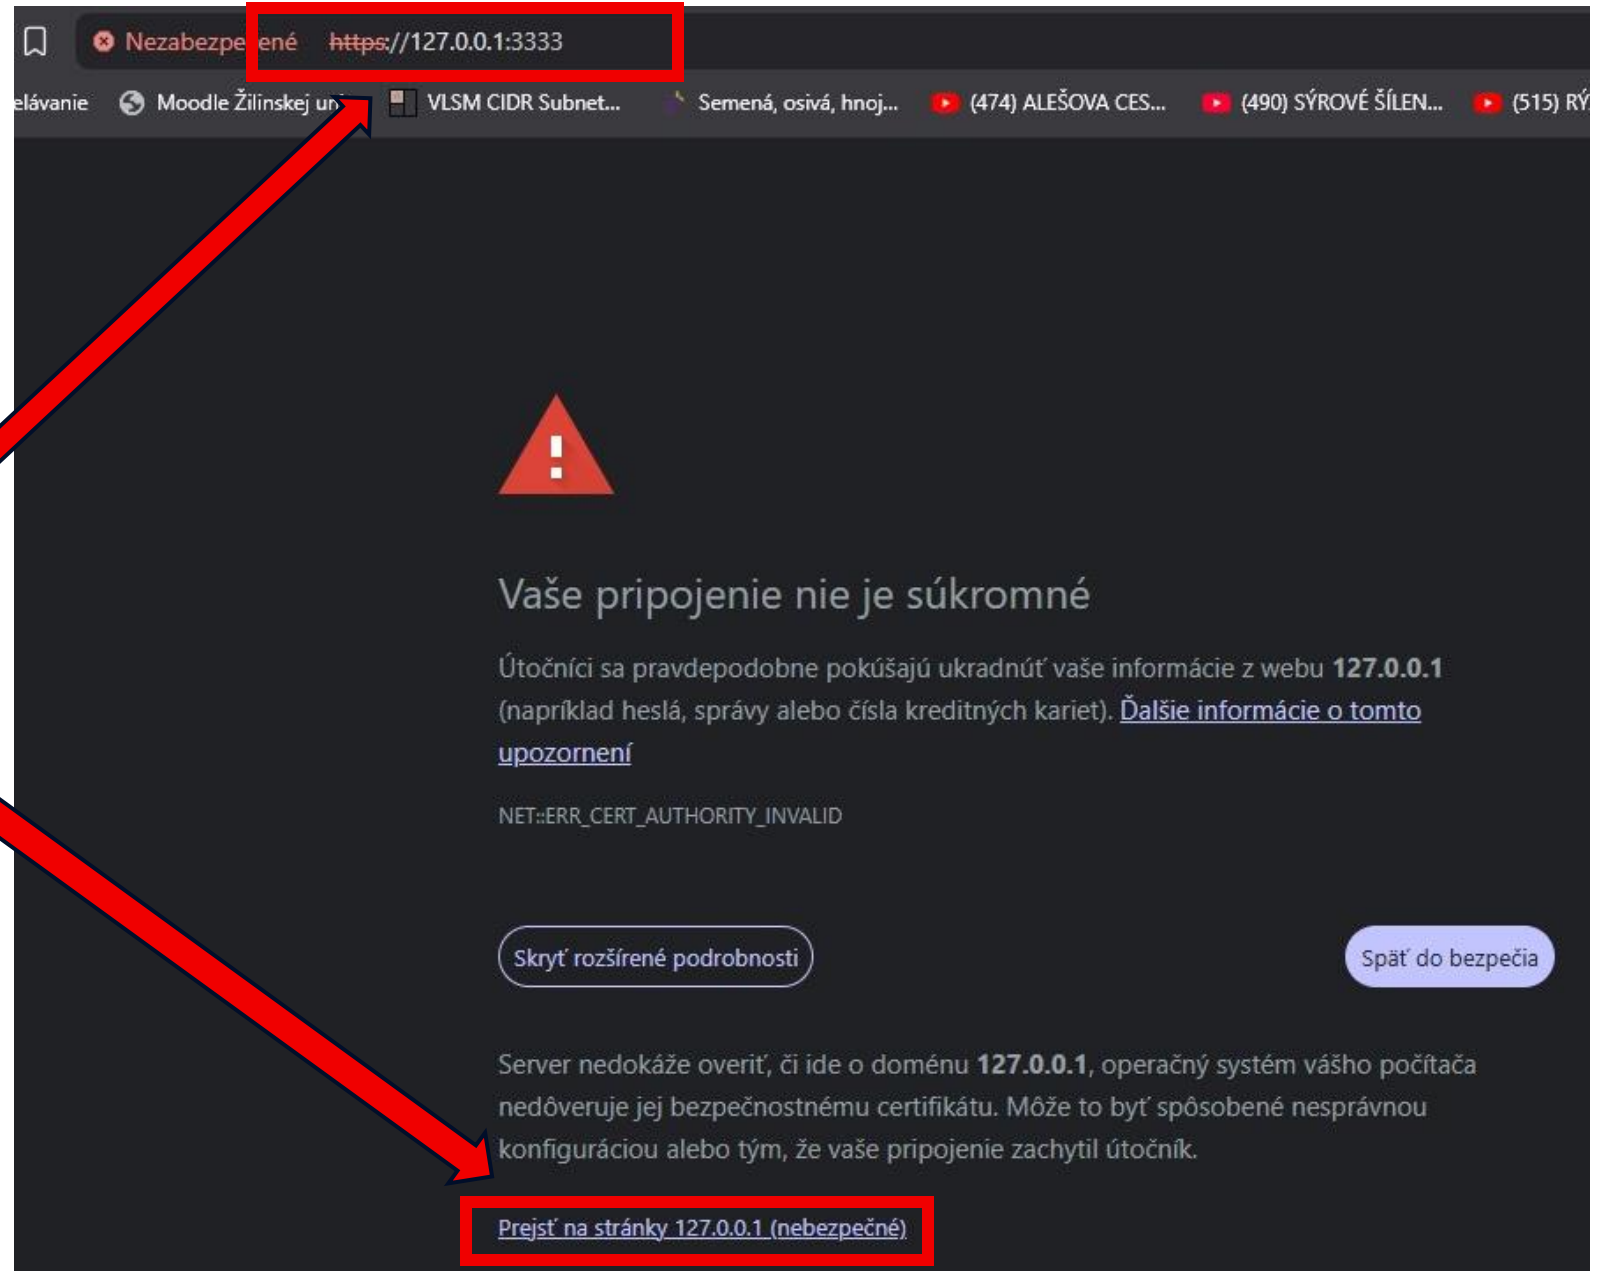 Nezabezpečené https://127.0.0.1:3333
elávanie Moodle Žilinskej VLSM CIDR Subnet... Semená, osivá, hnoj... (474) ALEŠOVA CES... (490) SÝROVÉ ŠÍLEN... (515)
Vaše pripojenie nie je súkromné
Útočníci sa pravdepodobne pokúšajú ukradnúť vaše informácie z webu 127.0.0.1
(napríklad heslá, správy alebo čísla kreditných kariet). Ďalšie informácie o tomto
upozornení
NET::ERR_CERT_AUTHORITY_INVALID
Skryť rozšírené podrobnosti Späť do bezpečia
Server nedokáže overiť, či ide o doménu 127.0.0.1, operačný systém vášho počítača
nedôveruje jej bezpečnostnému certifikátu. Môže to byť spôsobené nesprávnou
konfiguráciou alebo tým, že vaše pripojenie zachytil útočník.
Prejsť na stránky 127.0.0.1 (nebezpečné)